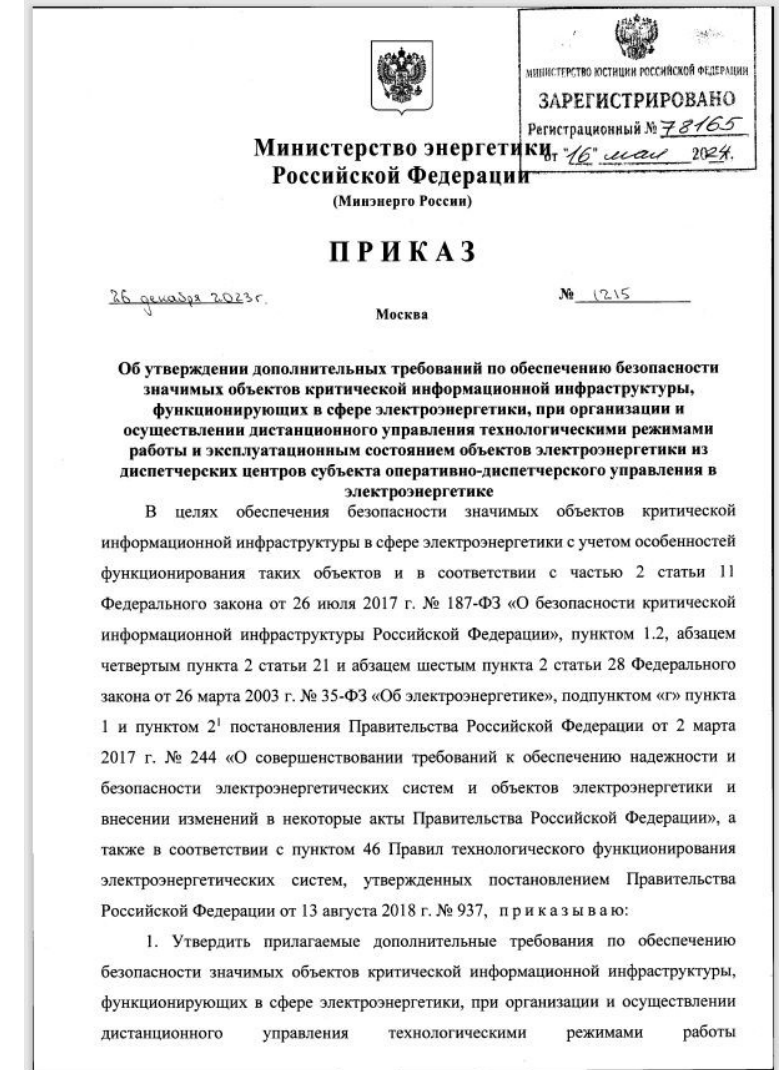 МИНИСТЕРСТВО ЮСТИЦИИ РОССИЙСКОЙ ФЕДЕРАЦИИ
ЗАРЕГИСТРИРОВАНО
Регистрационный № 78165
от "16" мая 2024.
Министерство энергетики
Российской Федерации
(Минэнерго России)
ПРИКАЗ
26 декабря 2023г.
№ 1215
Москва
Об утверждении дополнительных требований по обеспечению безопасности
значимых объектов критической информационной инфраструктуры,
функционирующих в сфере электроэнергетики, при организации и
осуществлении дистанционного управления технологическими режимами
работы и эксплуатационным состоянием объектов электроэнергетики из
диспетчерских центров субъекта оперативно-диспетчерского управления в
электроэнергетике
В целях обеспечения безопасности значимых объектов критической
информационной инфраструктуры в сфере электроэнергетики с учетом особенностей
функционирования таких объектов и в соответствии с частью 2 статьи 11
Федерального закона от 26 июля 2017 г. № 187-ФЗ «О безопасности критической
информационной инфраструктуры Российской Федерации», пунктом 1.2, абзацем
четвертым пункта 2 статьи 21 и абзацем шестым пункта 2 статьи 28 Федерального
закона от 26 марта 2003 г. № 35-ФЗ «Об электроэнергетике», подпунктом «г» пункта
1 и пунктом 2¹ постановления Правительства Российской Федерации от 2 марта
2017 г. № 244 «О совершенствовании требований к обеспечению надежности и
безопасности электроэнергетических систем и объектов электроэнергетики и
внесении изменений в некоторые акты Правительства Российской Федерации», а
также в соответствии с пунктом 46 Правил технологического функционирования
электроэнергетических систем, утвержденных постановлением Правительства
Российской Федерации от 13 августа 2018 г. № 937, п р и к а з ы в а ю:
1. Утвердить прилагаемые дополнительные требования по обеспечению
безопасности значимых объектов критической информационной инфраструктуры,
функционирующих в сфере электроэнергетики, при организации и осуществлении
дистанционного управления технологическими режимами работы